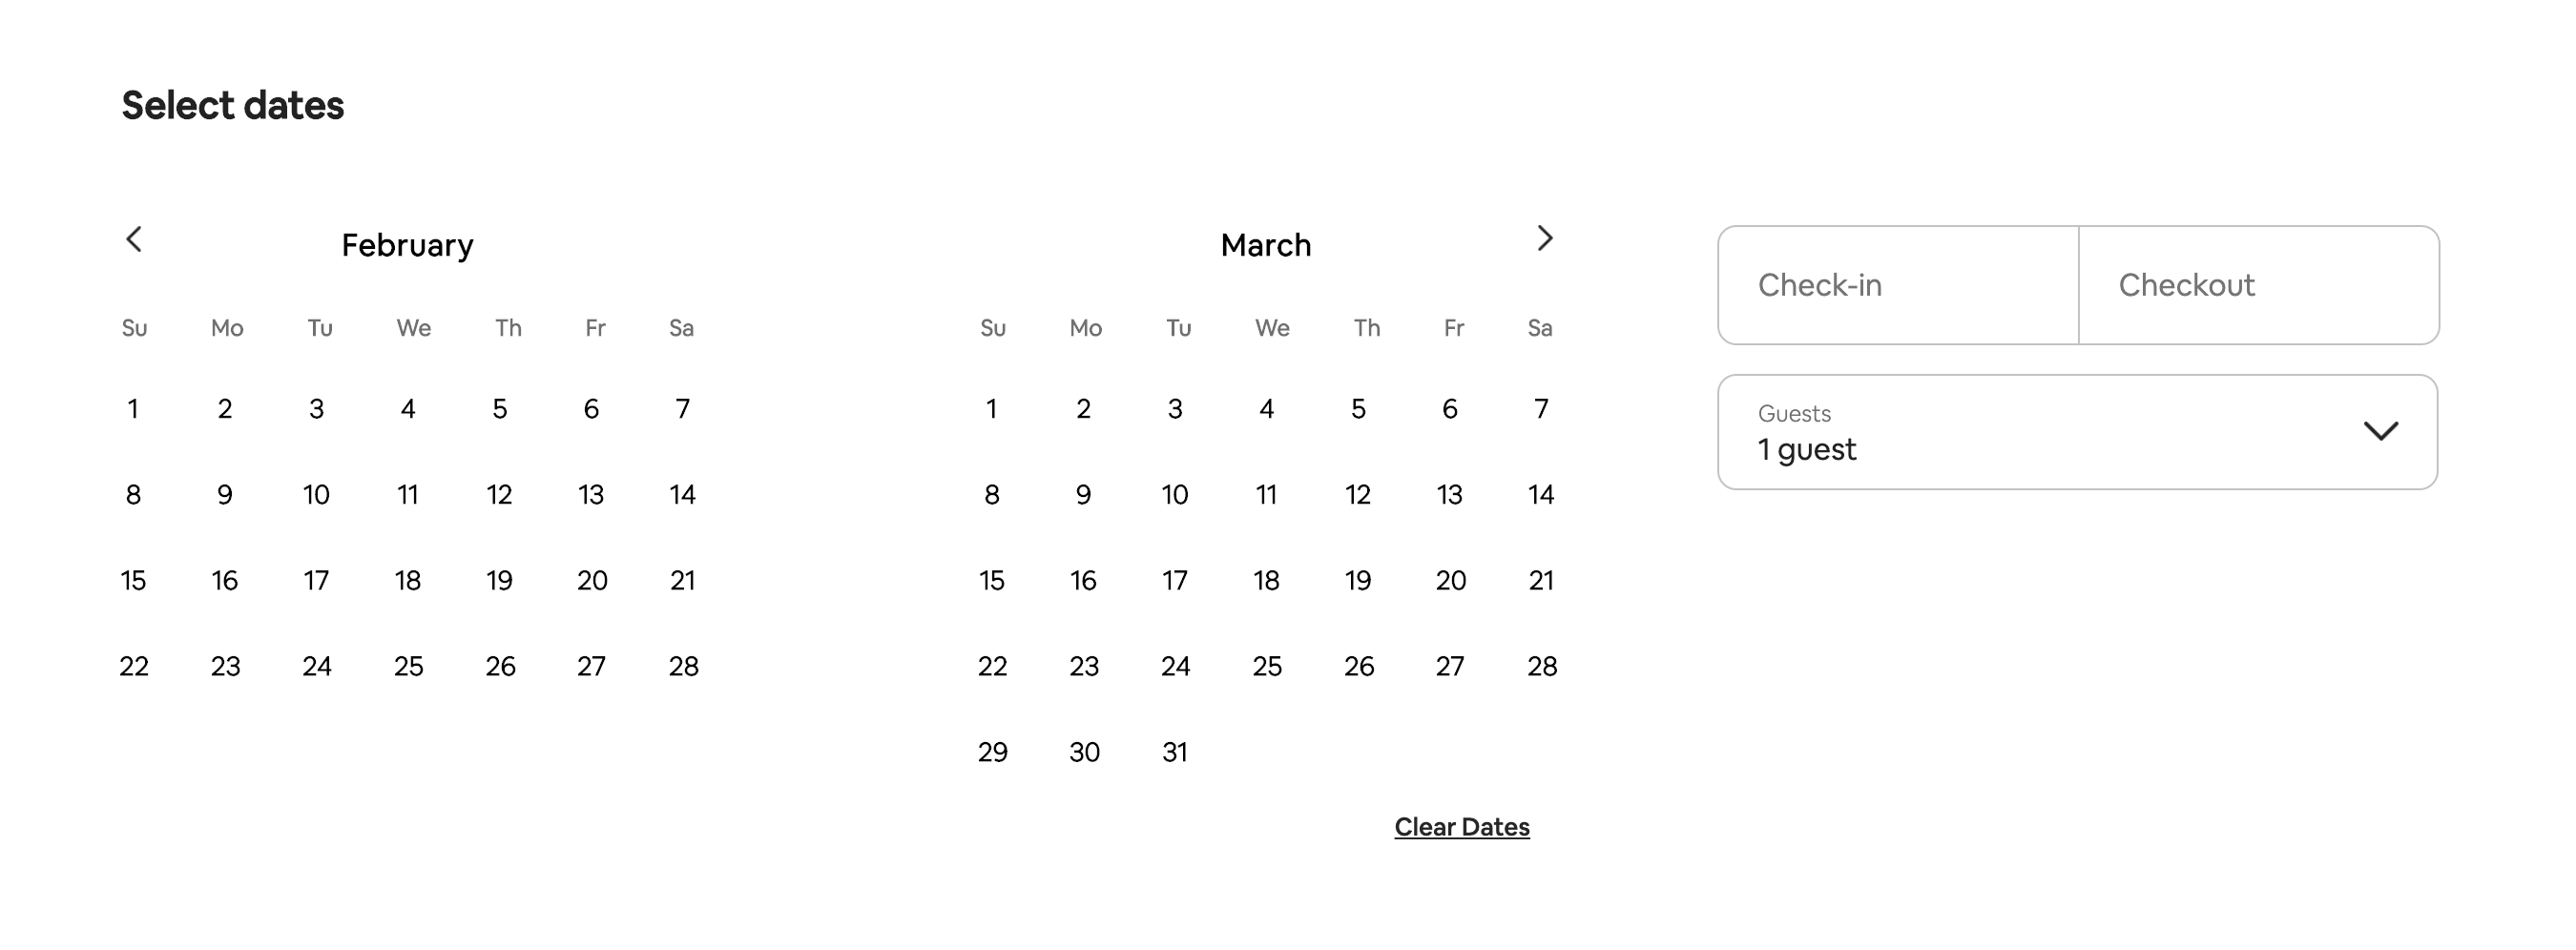 Select dates
February
Su Mo Tu We Th Fr Sa
1 2 3 4 5 6 7
8 9 10 11 12 13 14
15 16 17 18 19 20 21
22 23 24 25 26 27 28
March
Su Mo Tu We Th Fr Sa
1 2 3 4 5 6 7
8 9 10 11 12 13 14
15 16 17 18 19 20 21
22 23 24 25 26 27 28
29 30 31
Clear Dates
Check-in
Checkout
Guests
1 guest